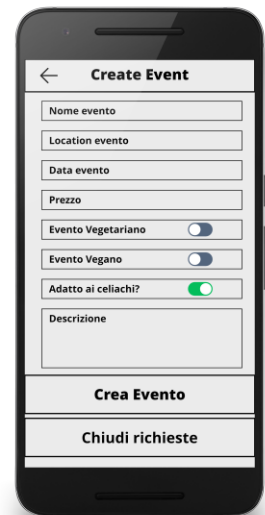 Create Event
Nome evento
Location evento
Data evento
Prezzo
Evento Vegetariano
Evento Vegano
Adatto ai celiachi?
Descrizione
Crea Evento
Chiudi richieste